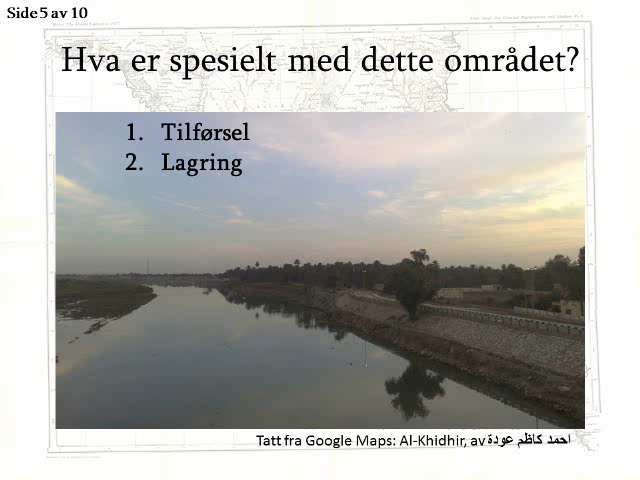 Side 5 av 10
Hva er spesielt med dette området?
1. Tilførsel
2. Lagring
Tatt fra Google Maps: Al-Khidhir, av احمد كاظم عودة